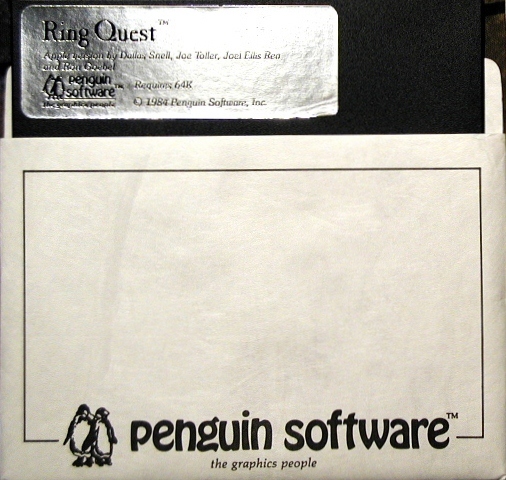 Ring Quest™
Apple version by Dallas Snell, Joe Toler, Joel Ellis Rea
and Ron Goebel
penguin
software™ Requires 64K
the graphics people © 1984 Penguin Software, Inc.
penguin software™
the graphics people